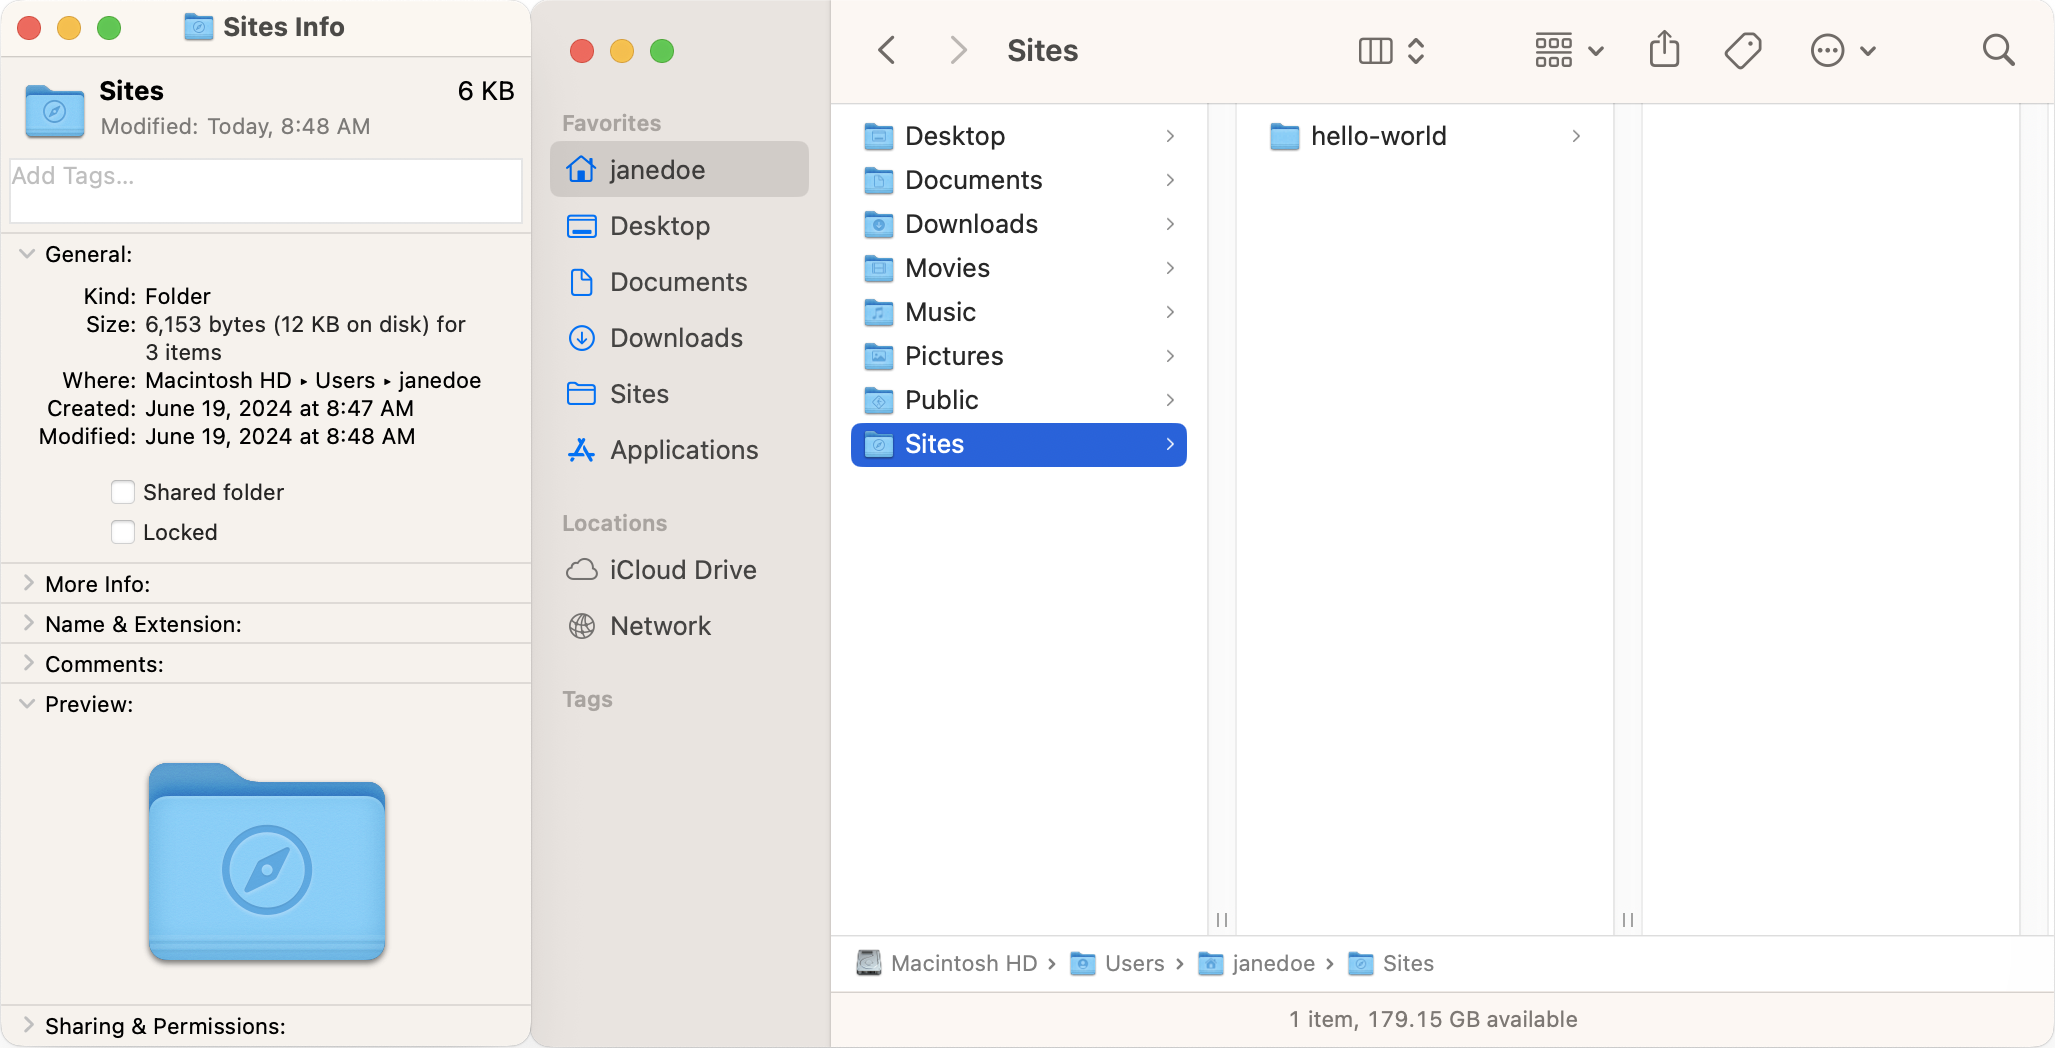 Sites Info
Sites 6 KB
Modified: Today, 8:48 AM
Add Tags...
General:
Kind: Folder
Size: 6,153 bytes (12 KB on disk) for
3 items
Where: Macintosh HD ▸ Users ▸ janedoe
Created: June 19, 2024 at 8:47 AM
Modified: June 19, 2024 at 8:48 AM
Shared folder
Locked
More Info:
Name & Extension:
Comments:
Preview:
Sharing & Permissions:
Favorites
janedoe
Desktop
Documents
Downloads
Sites
Applications
Locations
iCloud Drive
Network
Tags
Sites
Desktop
Documents
Downloads
Movies
Music
Pictures
Public
Sites
hello-world
Macintosh HD › Users › janedoe › Sites
1 item, 179.15 GB available